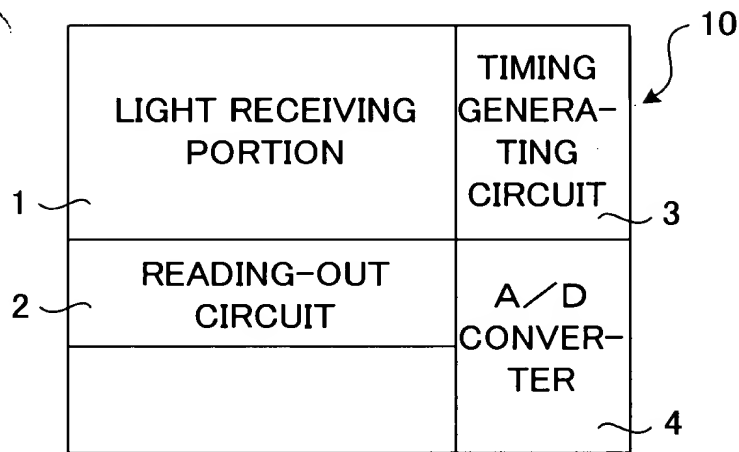 10
LIGHT RECEIVING
PORTION
1
TIMING
GENERA-
TING
CIRCUIT
3
READING-OUT
CIRCUIT
2
A/D
CONVER-
TER
4